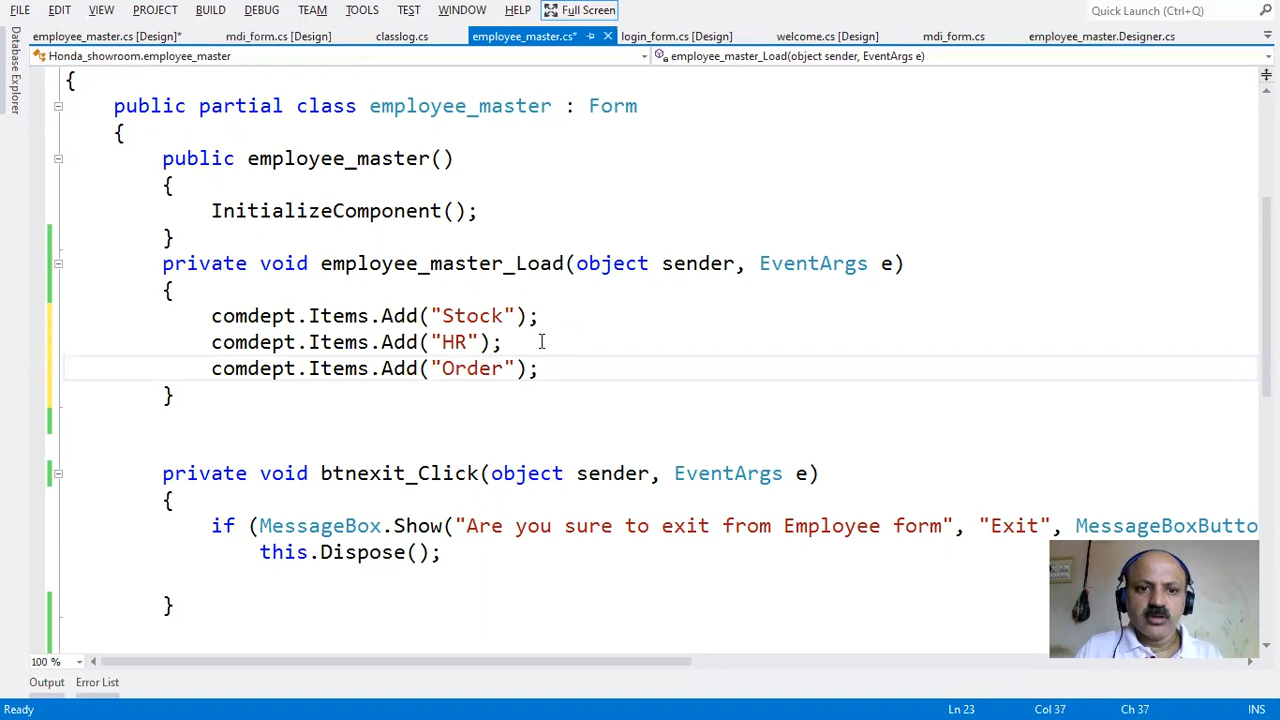 FILE EDIT VIEW PROJECT BUILD DEBUG TEAM TOOLS TEST WINDOW HELP Full Screen Quick Launch (Ctrl+Q)
employee_master.cs [Design]* mdi_form.cs [Design] classlog.cs employee_master.cs* login_form.cs [Design] welcome.cs [Design] mdi_form.cs employee_master.Designer.cs
Database Explorer
Honda_showroom.employee_master employee_master_Load(object sender, EventArgs e)
{
public partial class employee_master : Form
{
public employee_master()
{
InitializeComponent();
}
private void employee_master_Load(object sender, EventArgs e)
{
comdept.Items.Add("Stock");
comdept.Items.Add("HR");
comdept.Items.Add("Order");
}
private void btnexit_Click(object sender, EventArgs e)
{
if (MessageBox.Show("Are you sure to exit from Employee form", "Exit", MessageBoxButto
this.Dispose();
}
100 %
Output Error List
Ready Ln 23 Col 37 Ch 37 INS